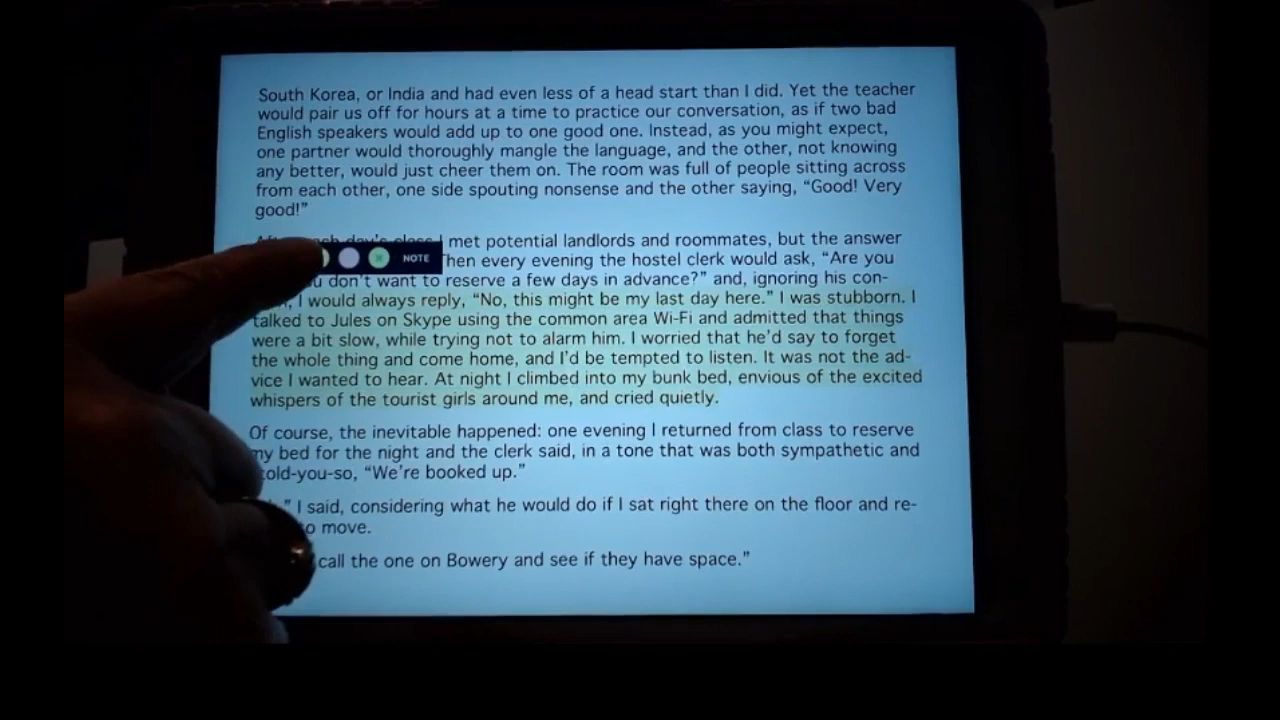 South Korea, or India and had even less of a head start than I did. Yet the teacher
would pair us off for hours at a time to practice our conversation, as if two bad
English speakers would add up to one good one. Instead, as you might expect,
one partner would thoroughly mangle the language, and the other, not knowing
any better, would just cheer them on. The room was full of people sitting across
from each other, one side spouting nonsense and the other saying, “Good! Very
good!”
day’s class I met potential landlords and roommates, but the answer
NOTE
Then every evening the hostel clerk would ask, “Are you
don’t want to reserve a few days in advance?” and, ignoring his con-
I would always reply, “No, this might be my last day here.” I was stubborn. I
talked to Jules on Skype using the common area Wi-Fi and admitted that things
were a bit slow, while trying not to alarm him. I worried that he’d say to forget
the whole thing and come home, and I’d be tempted to listen. It was not the ad-
vice I wanted to hear. At night I climbed into my bunk bed, envious of the excited
whispers of the tourist girls around me, and cried quietly.
Of course, the inevitable happened: one evening I returned from class to reserve
my bed for the night and the clerk said, in a tone that was both sympathetic and
told-you-so, “We’re booked up.”
” I said, considering what he would do if I sat right there on the floor and re-
to move.
call the one on Bowery and see if they have space.”